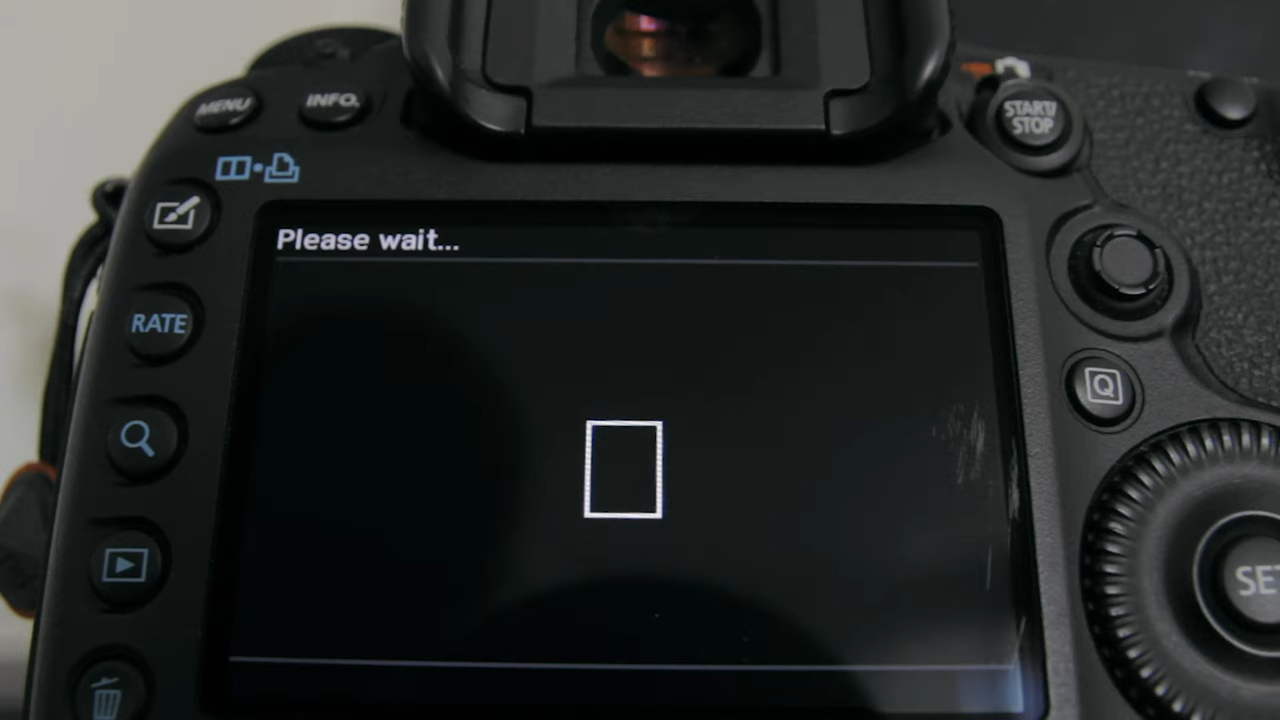 MENU
INFO.
START/
STOP
Please wait...
RATE
Q
SET